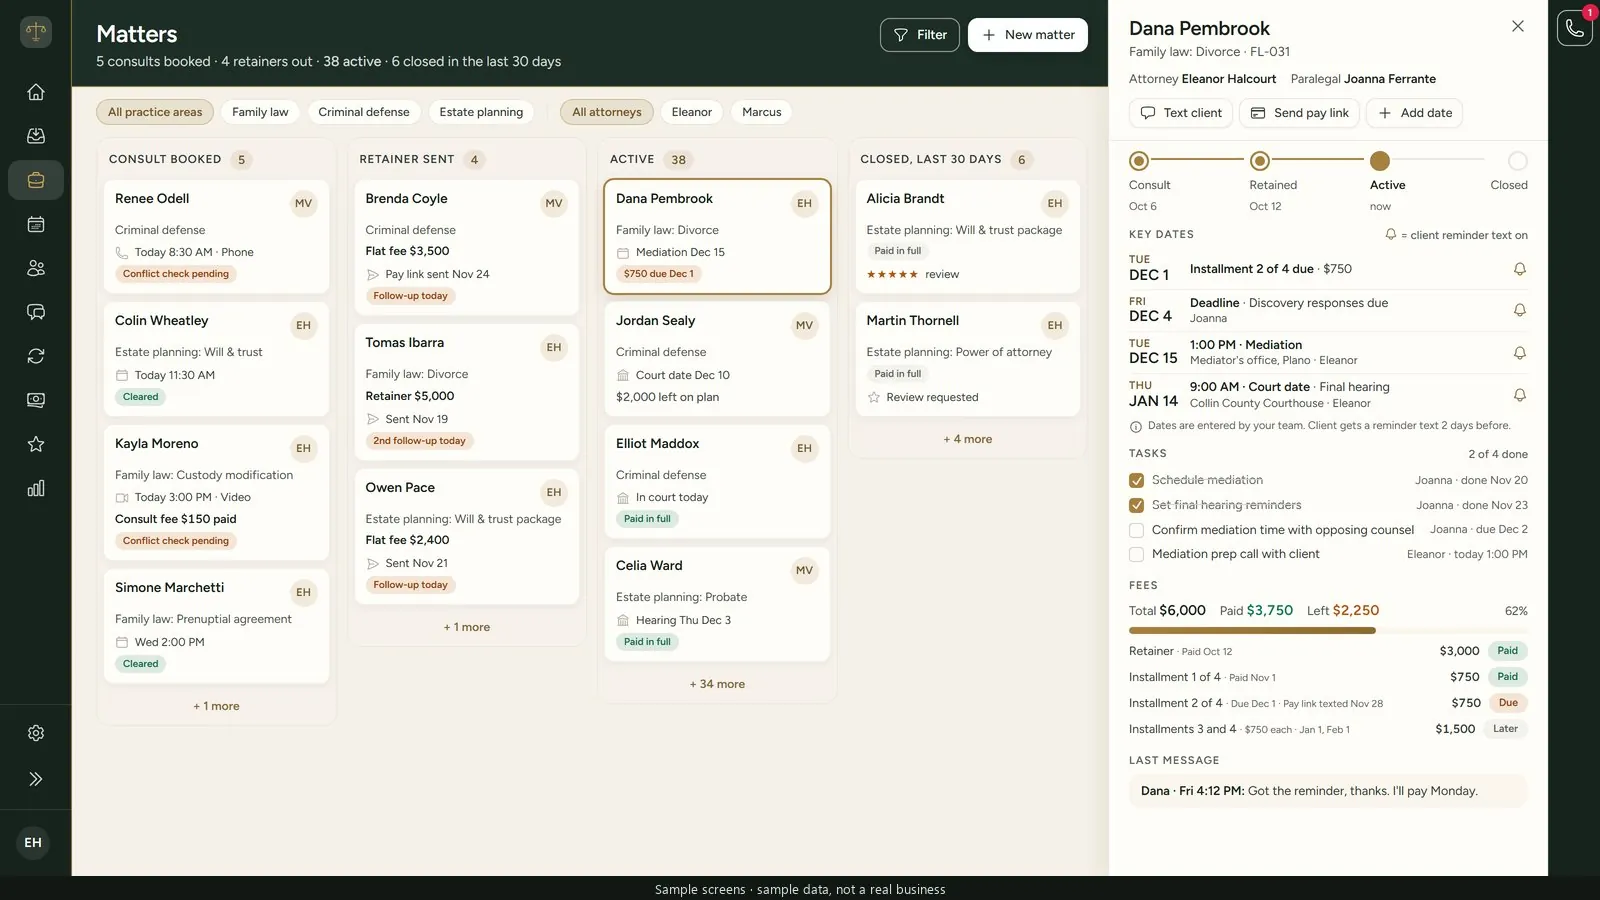 Matters
5 consults booked · 4 retainers out · 38 active · 6 closed in the last 30 days
Filter
New matter
All practice areas
Family law
Criminal defense
Estate planning
All attorneys
Eleanor
Marcus
CONSULT BOOKED 5
Renee Odell
MV
Criminal defense
Today 8:30 AM · Phone
Conflict check pending
Colin Wheatley
EH
Estate planning: Will & trust
Today 11:30 AM
Cleared
Kayla Moreno
EH
Family law: Custody modification
Today 3:00 PM · Video
Consult fee $150 paid
Conflict check pending
Simone Marchetti
EH
Family law: Prenuptial agreement
Wed 2:00 PM
Cleared
+ 1 more
RETAINER SENT 4
Brenda Coyle
MV
Criminal defense
Flat fee $3,500
Pay link sent Nov 24
Follow-up today
Tomas Ibarra
EH
Family law: Divorce
Retainer $5,000
Sent Nov 19
2nd follow-up today
Owen Pace
EH
Estate planning: Will & trust package
Flat fee $2,400
Sent Nov 21
Follow-up today
+ 1 more
ACTIVE 38
Dana Pembrook
EH
Family law: Divorce
Mediation Dec 15
$750 due Dec 1
Jordan Sealy
MV
Criminal defense
Court date Dec 10
$2,000 left on plan
Elliot Maddox
EH
Criminal defense
In court today
Paid in full
Celia Ward
MV
Estate planning: Probate
Hearing Thu Dec 3
Paid in full
+ 34 more
CLOSED, LAST 30 DAYS 6
Alicia Brandt
EH
Estate planning: Will & trust package
Paid in full
★★★★★ review
Martin Thornell
EH
Estate planning: Power of attorney
Paid in full
Review requested
+ 4 more
Dana Pembrook
Family law: Divorce · FL-031
Attorney Eleanor Halcourt Paralegal Joanna Ferrante
Text client
Send pay link
Add date
Consult
Oct 6
Retained
Oct 12
Active
now
Closed
KEY DATES
= client reminder text on
TUE
DEC 1
Installment 2 of 4 due · $750
FRI
DEC 4
Deadline · Discovery responses due
Joanna
TUE
DEC 15
1:00 PM · Mediation
Mediator's office, Plano · Eleanor
THU
JAN 14
9:00 AM · Court date · Final hearing
Collin County Courthouse · Eleanor
Dates are entered by your team. Client gets a reminder text 2 days before.
TASKS
2 of 4 done
Schedule mediation
Joanna · done Nov 20
Set final hearing reminders
Joanna · done Nov 23
Confirm mediation time with opposing counsel
Joanna · due Dec 2
Mediation prep call with client
Eleanor · today 1:00 PM
FEES
Total $6,000 Paid $3,750 Left $2,250
62%
Retainer · Paid Oct 12 $3,000 Paid
Installment 1 of 4 · Paid Nov 1 $750 Paid
Installment 2 of 4 · Due Dec 1 · Pay link texted Nov 28 $750 Due
Installments 3 and 4 · $750 each · Jan 1, Feb 1 $1,500 Later
LAST MESSAGE
Dana · Fri 4:12 PM: Got the reminder, thanks. I'll pay Monday.
1
EH
Sample screens · sample data, not a real business